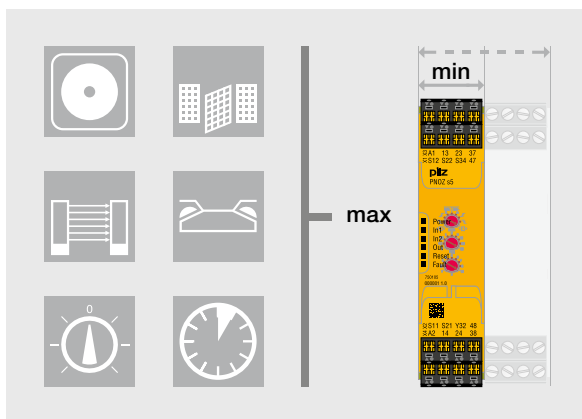 min
max
0
A1 13 23 37
S12 S22 S34 47
pilz
PNOZ s5
Power
In1
In2
Out
Reset
Fault
S11 S21 Y32 48
A2 14 24 38